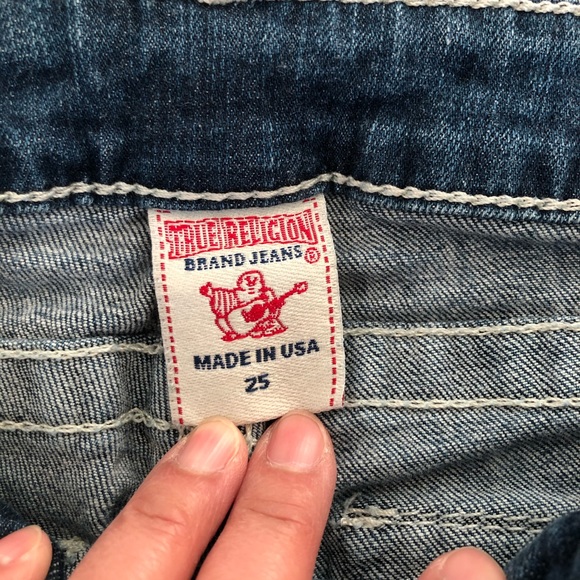 TRUE RELIGION
BRAND JEANS ®
MADE IN USA
25